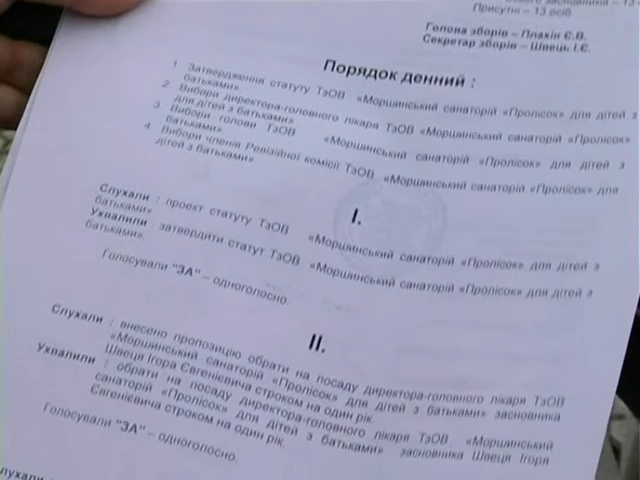 засновників – 13
Присутні – 13 осіб.
Голова зборів – Плахін Є.В.
Секретар зборів – Швець І.Є.
Порядок денний :
1 Затвердження статуту ТзОВ «Моршинський санаторій «Пролісок» для дітей з
батьками»
2 Вибори директора-головного лікаря ТзОВ «Моршинський санаторій «Пролісок»
для дітей з батьками»
3. Вибори голови ТзОВ «Моршинський санаторій «Пролісок» для дітей з
батьками».
4. Вибори членів Ревізійної комісії ТзОВ «Моршинський санаторій «Пролісок» для
дітей з батьками»
I.
Слухали : проект статуту ТзОВ «Моршинський санаторій «Пролісок» для дітей з
батьками»
Ухвалили : затвердити статут ТзОВ «Моршинський санаторій «Пролісок» для дітей з
батьками».
Голосували "ЗА" – одноголосно.
II.
Слухали : внесено пропозицію обрати на посаду директора-головного лікаря ТзОВ
«Моршинський санаторій «Пролісок» для дітей з батьками» засновника
Швеця Ігора Євгенієвича строком на один рік.
Ухвалили : обрати на посаду директора-головного лікаря ТзОВ «Моршинський
санаторій «Пролісок» для дітей з батьками» засновника Швеця Ігоря
Євгенієвича строком на один рік.
Голосували "ЗА" – одноголосно.
Слухали :